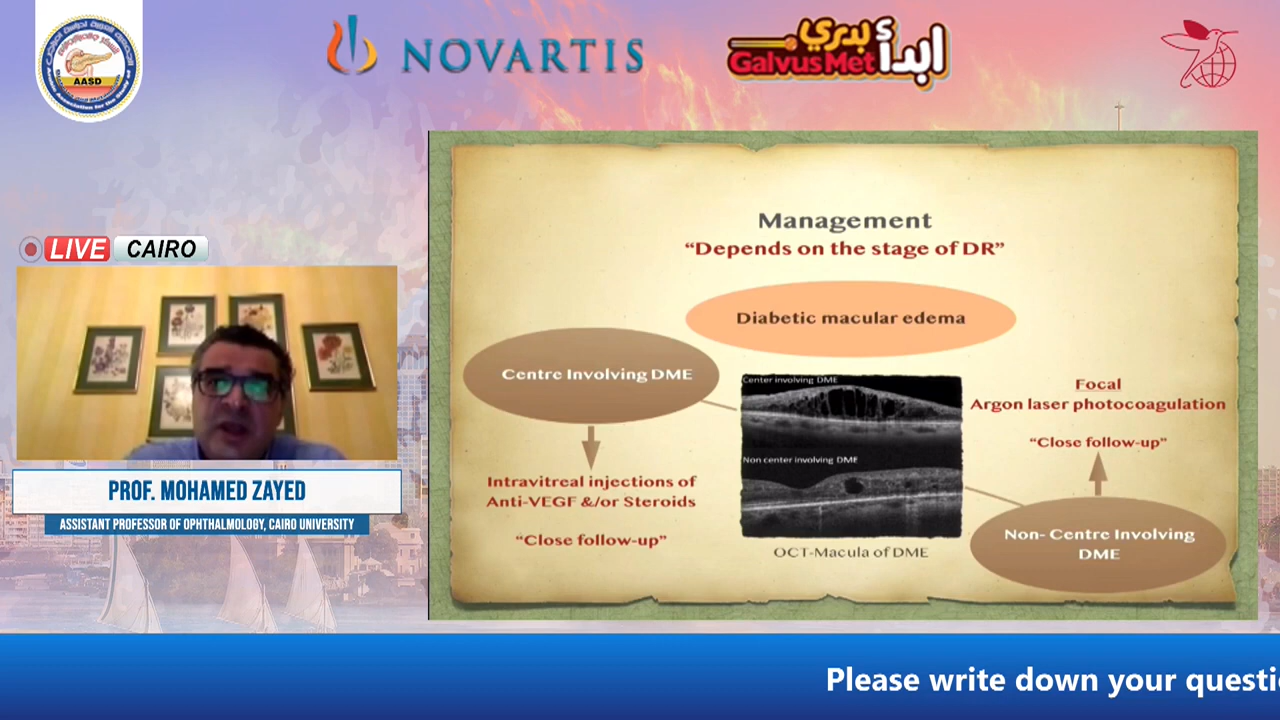 AASD
NOVARTIS
ابدأ بدري
GalvusMet
LIVE CAIRO
PROF. MOHAMED ZAYED
ASSISTANT PROFESSOR OF OPHTHALMOLOGY, CAIRO UNIVERSITY
Management
“Depends on the stage of DR”
Diabetic macular edema
Centre Involving DME
Intravitreal injections of
Anti-VEGF &/or Steroids
“Close follow-up”
Center involving DME
Non center involving DME
OCT-Macula of DME
Focal
Argon laser photocoagulation
“Close follow-up”
Non- Centre Involving
DME
Please write down your questi